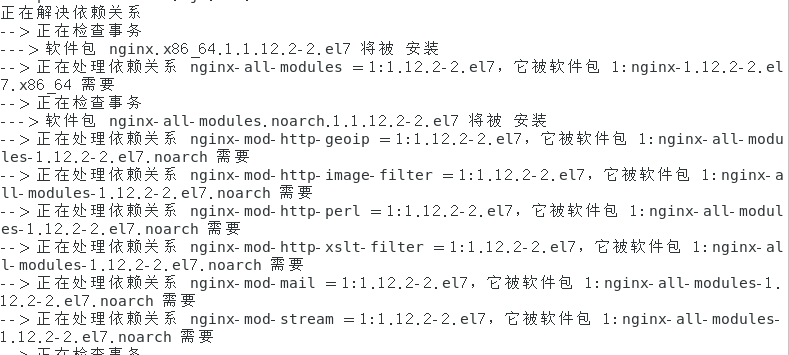 正在解决依赖关系
--> 正在检查事务
---> 软件包 nginx.x86_64.1.1.12.2-2.el7 将被 安装
--> 正在处理依赖关系 nginx-all-modules = 1:1.12.2-2.el7，它被软件包 1:nginx-1.12.2-2.el
7.x86_64 需要
--> 正在检查事务
---> 软件包 nginx-all-modules.noarch.1.1.12.2-2.el7 将被 安装
--> 正在处理依赖关系 nginx-mod-http-geoip = 1:1.12.2-2.el7，它被软件包 1:nginx-all-modu
les-1.12.2-2.el7.noarch 需要
--> 正在处理依赖关系 nginx-mod-http-image-filter = 1:1.12.2-2.el7，它被软件包 1:nginx-a
ll-modules-1.12.2-2.el7.noarch 需要
--> 正在处理依赖关系 nginx-mod-http-perl = 1:1.12.2-2.el7，它被软件包 1:nginx-all-modul
es-1.12.2-2.el7.noarch 需要
--> 正在处理依赖关系 nginx-mod-http-xslt-filter = 1:1.12.2-2.el7，它被软件包 1:nginx-al
l-modules-1.12.2-2.el7.noarch 需要
--> 正在处理依赖关系 nginx-mod-mail = 1:1.12.2-2.el7，它被软件包 1:nginx-all-modules-1.
12.2-2.el7.noarch 需要
--> 正在处理依赖关系 nginx-mod-stream = 1:1.12.2-2.el7，它被软件包 1:nginx-all-modules-
1.12.2-2.el7.noarch 需要
--> 正在检查事务